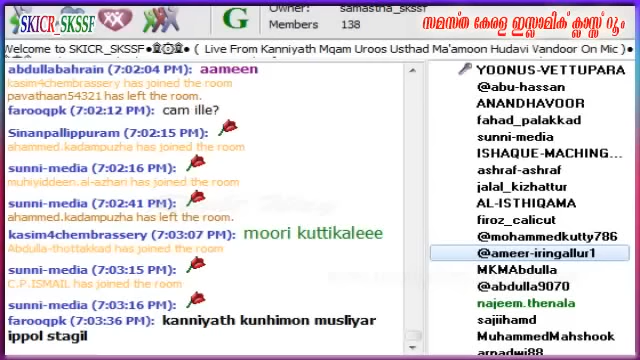 SKICR_SKSSF
Owner
samastha_skssf
Members
138
സമസ്ത കേരള ഇസ്ലാമിക് ക്ലാസ്സ് റൂം
Welcome to SKICR_SKSSF ( Live From Kanniyath Mqam Uroos Usthad Ma'amoon Hudavi Vandoor On Mic )
abdullabahrain (7:02:04 PM): aameen
kasim4chembrassery has joined the room
pavathaan54321 has left the room.
farooqpk (7:02:12 PM): cam ille?
Sinanpallippuram (7:02:15 PM):
ahammed.kadampuzha has joined the room
sunni-media (7:02:16 PM):
muhiyiddeen.al-azhari has joined the room
sunni-media (7:02:41 PM):
ahammed.kadampuzha has left the room.
kasim4chembrassery (7:03:07 PM): moori kuttikaleee
Abdulla-thottakkad has joined the room
sunni-media (7:03:15 PM):
C.P.ISMAIL has joined the room
sunni-media (7:03:16 PM):
farooqpk (7:03:36 PM): kanniyath kunhimon musliyar
ippol stagil
YOONUS-VETTUPARA
@abu-hassan
ANANDHAVOOR
fahad_palakkad
sunni-media
ISHAQUE-MACHING...
ashraf-ashraf
jalal_kizhattur
AL-ISTHIQAMA
firoz_calicut
@mohammedkutty786
@ameer-iringallur1
MKMAbdulla
@abdulla9070
najeem.thenala
sajiihamd
MuhammedMahshook
arnadwi88